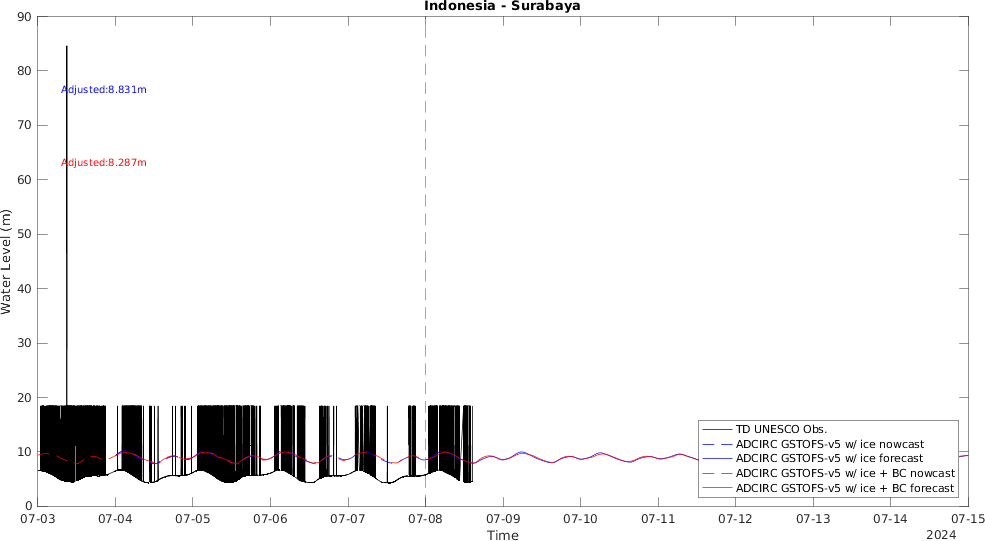 Indonesia - Surabaya
90
80
70
60
50
40
30
20
10
0
Water Level (m)
Adjusted:8.831m
Adjusted:8.287m
TD UNESCO Obs.
ADCIRC GSTOFS-v5 w/ ice nowcast
ADCIRC GSTOFS-v5 w/ ice forecast
ADCIRC GSTOFS-v5 w/ ice + BC nowcast
ADCIRC GSTOFS-v5 w/ ice + BC forecast
07-03 07-04 07-05 07-06 07-07 07-08 07-09 07-10 07-11 07-12 07-13 07-14 07-15
Time
2024